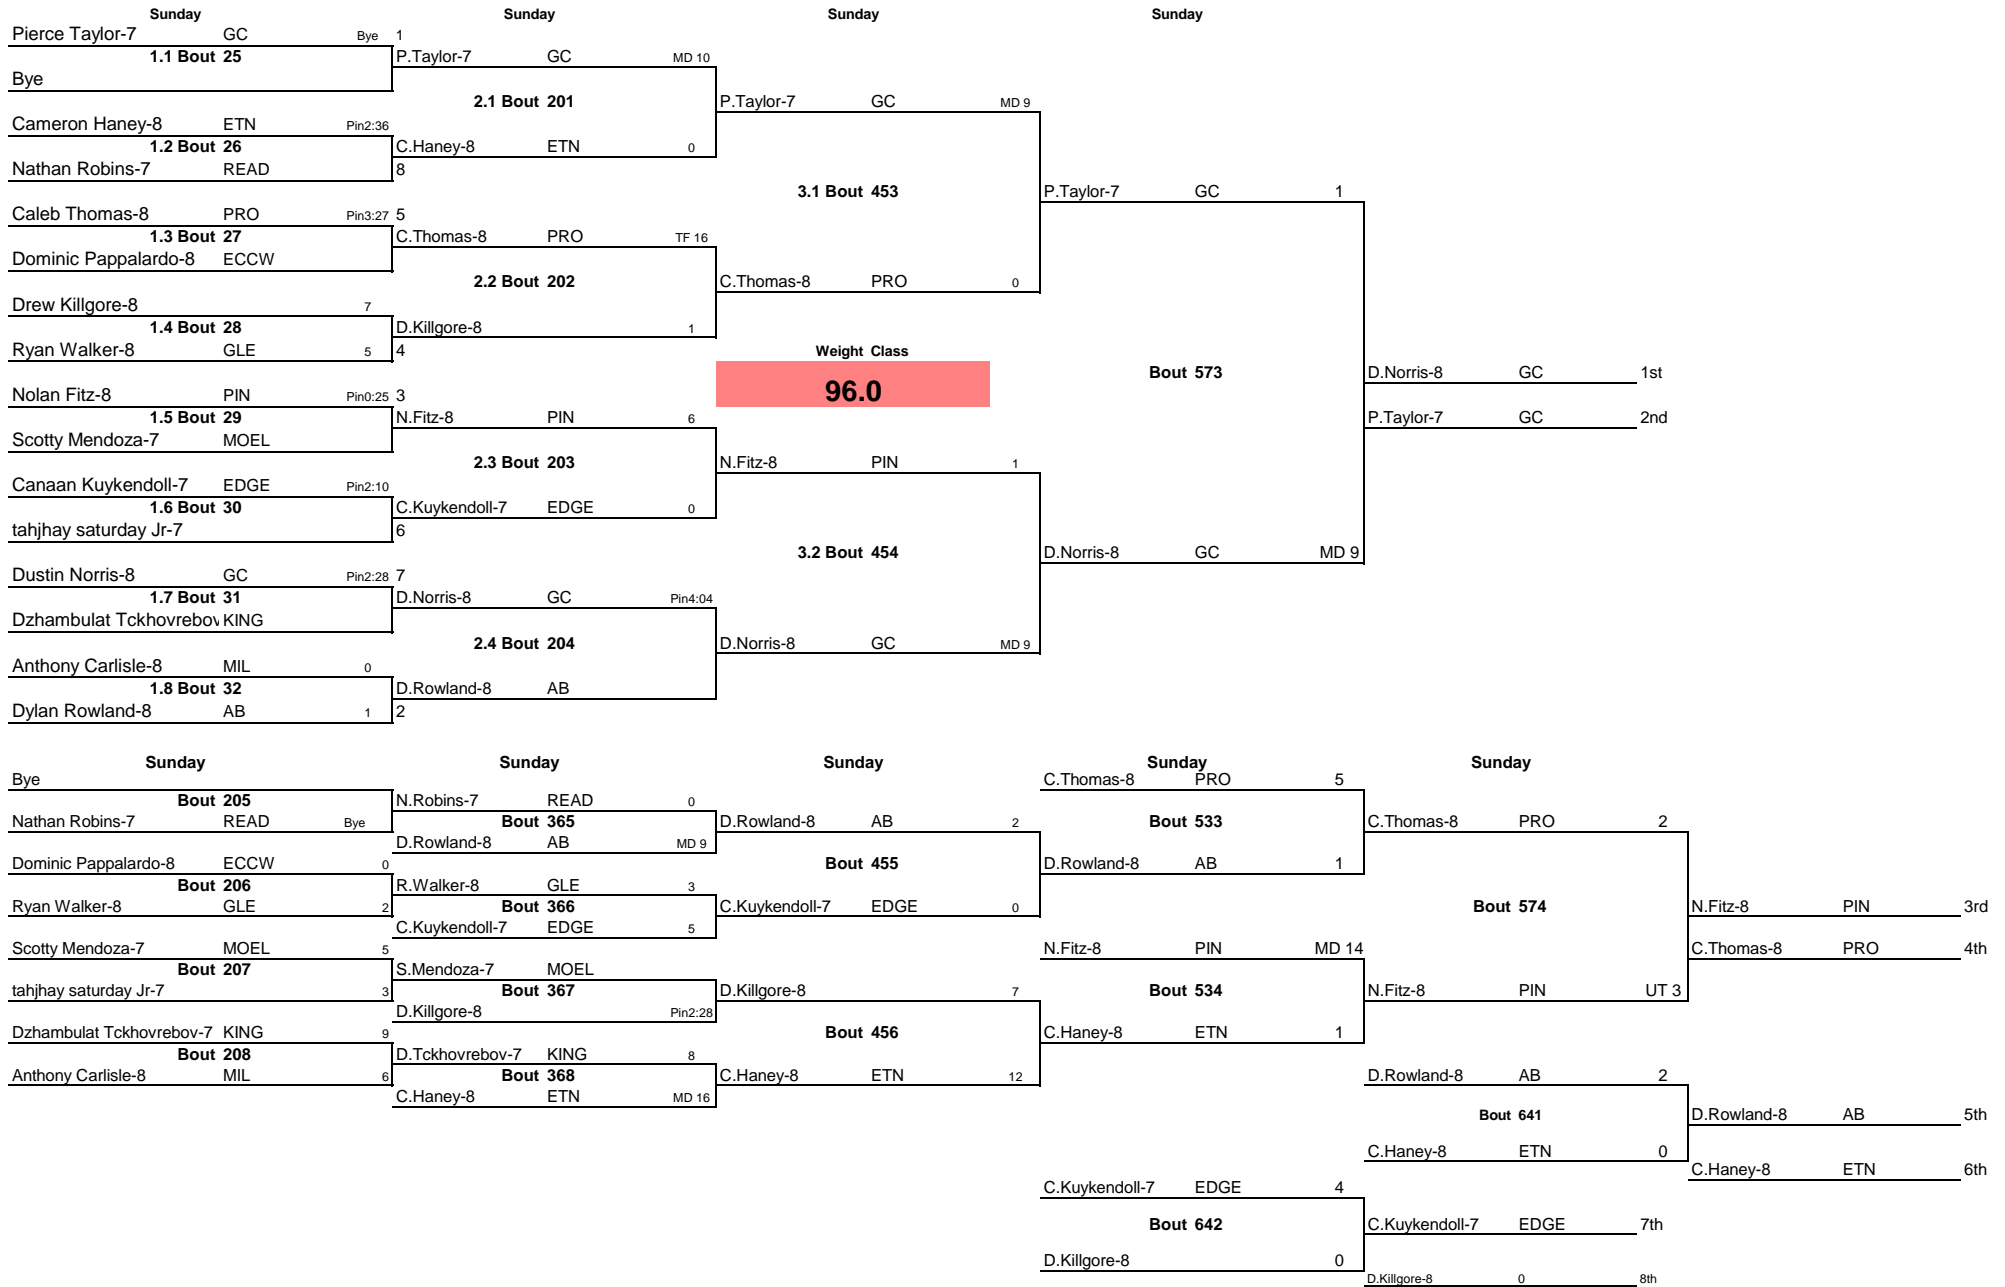 Sunday Sunday Sunday Sunday
Pierce Taylor-7 GC Bye 1
1.1 Bout 25 P.Taylor-7 GC MD 10
Bye
2.1 Bout 201 P.Taylor-7 GC MD 9
Cameron Haney-8 ETN Pin2:36
1.2 Bout 26 C.Haney-8 ETN 0
Nathan Robins-7 READ 8
3.1 Bout 453 P.Taylor-7 GC 1
Caleb Thomas-8 PRO Pin3:27 5
1.3 Bout 27 C.Thomas-8 PRO TF 16
Dominic Pappalardo-8 ECCW
2.2 Bout 202 C.Thomas-8 PRO 0
Drew Killgore-8 7
1.4 Bout 28 D.Killgore-8 1
Ryan Walker-8 GLE 5 4 Weight Class
Bout 573 D.Norris-8 GC 1st
Nolan Fitz-8 PIN Pin0:25 3 96.0
1.5 Bout 29 N.Fitz-8 PIN 6 P.Taylor-7 GC 2nd
Scotty Mendoza-7 MOEL
2.3 Bout 203 N.Fitz-8 PIN 1
Canaan Kuykendoll-7 EDGE Pin2:10
1.6 Bout 30 C.Kuykendoll-7 EDGE 0
tahjhay saturday Jr-7 6
3.2 Bout 454 D.Norris-8 GC MD 9
Dustin Norris-8 GC Pin2:28 7
1.7 Bout 31 D.Norris-8 GC Pin4:04
Dzhambulat Tckhovrebov KING
2.4 Bout 204 D.Norris-8 GC MD 9
Anthony Carlisle-8 MIL 0
1.8 Bout 32 D.Rowland-8 AB
Dylan Rowland-8 AB 1 2
Sunday Sunday Sunday Sunday Sunday
Bye C.Thomas-8 PRO 5
Bout 205 N.Robins-7 READ 0
Nathan Robins-7 READ Bye Bout 365 D.Rowland-8 AB 2 Bout 533 C.Thomas-8 PRO 2
D.Rowland-8 AB MD 9
Dominic Pappalardo-8 ECCW 0 Bout 455 D.Rowland-8 AB 1
Bout 206 R.Walker-8 GLE 3
Ryan Walker-8 GLE 2 Bout 366 C.Kuykendoll-7 EDGE 0 Bout 574 N.Fitz-8 PIN 3rd
C.Kuykendoll-7 EDGE 5
Scotty Mendoza-7 MOEL 5 N.Fitz-8 PIN MD 14 C.Thomas-8 PRO 4th
Bout 207 S.Mendoza-7 MOEL
tahjhay saturday Jr-7 3 Bout 367 D.Killgore-8 7 Bout 534 N.Fitz-8 PIN UT 3
D.Killgore-8 Pin2:28
Dzhambulat Tckhovrebov-7 KING 9 Bout 456 C.Haney-8 ETN 1
Bout 208 D.Tckhovrebov-7 KING 8
Anthony Carlisle-8 MIL 6 Bout 368 C.Haney-8 ETN 12 D.Rowland-8 AB 2
C.Haney-8 ETN MD 16
Bout 641 D.Rowland-8 AB 5th
C.Haney-8 ETN 0
C.Haney-8 ETN 6th
C.Kuykendoll-7 EDGE 4
Bout 642 C.Kuykendoll-7 EDGE 7th
D.Killgore-8 0
D.Killgore-8 0 8th